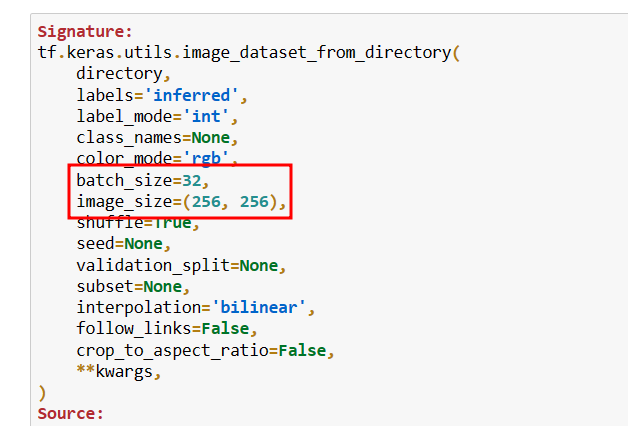 Signature:
tf.keras.utils.image_dataset_from_directory(
    directory,
    labels='inferred',
    label_mode='int',
    class_names=None,
    color_mode='rgb',
    batch_size=32,
    image_size=(256, 256),
    shuffle=True,
    seed=None,
    validation_split=None,
    subset=None,
    interpolation='bilinear',
    follow_links=False,
    crop_to_aspect_ratio=False,
    **kwargs,
)
Source: